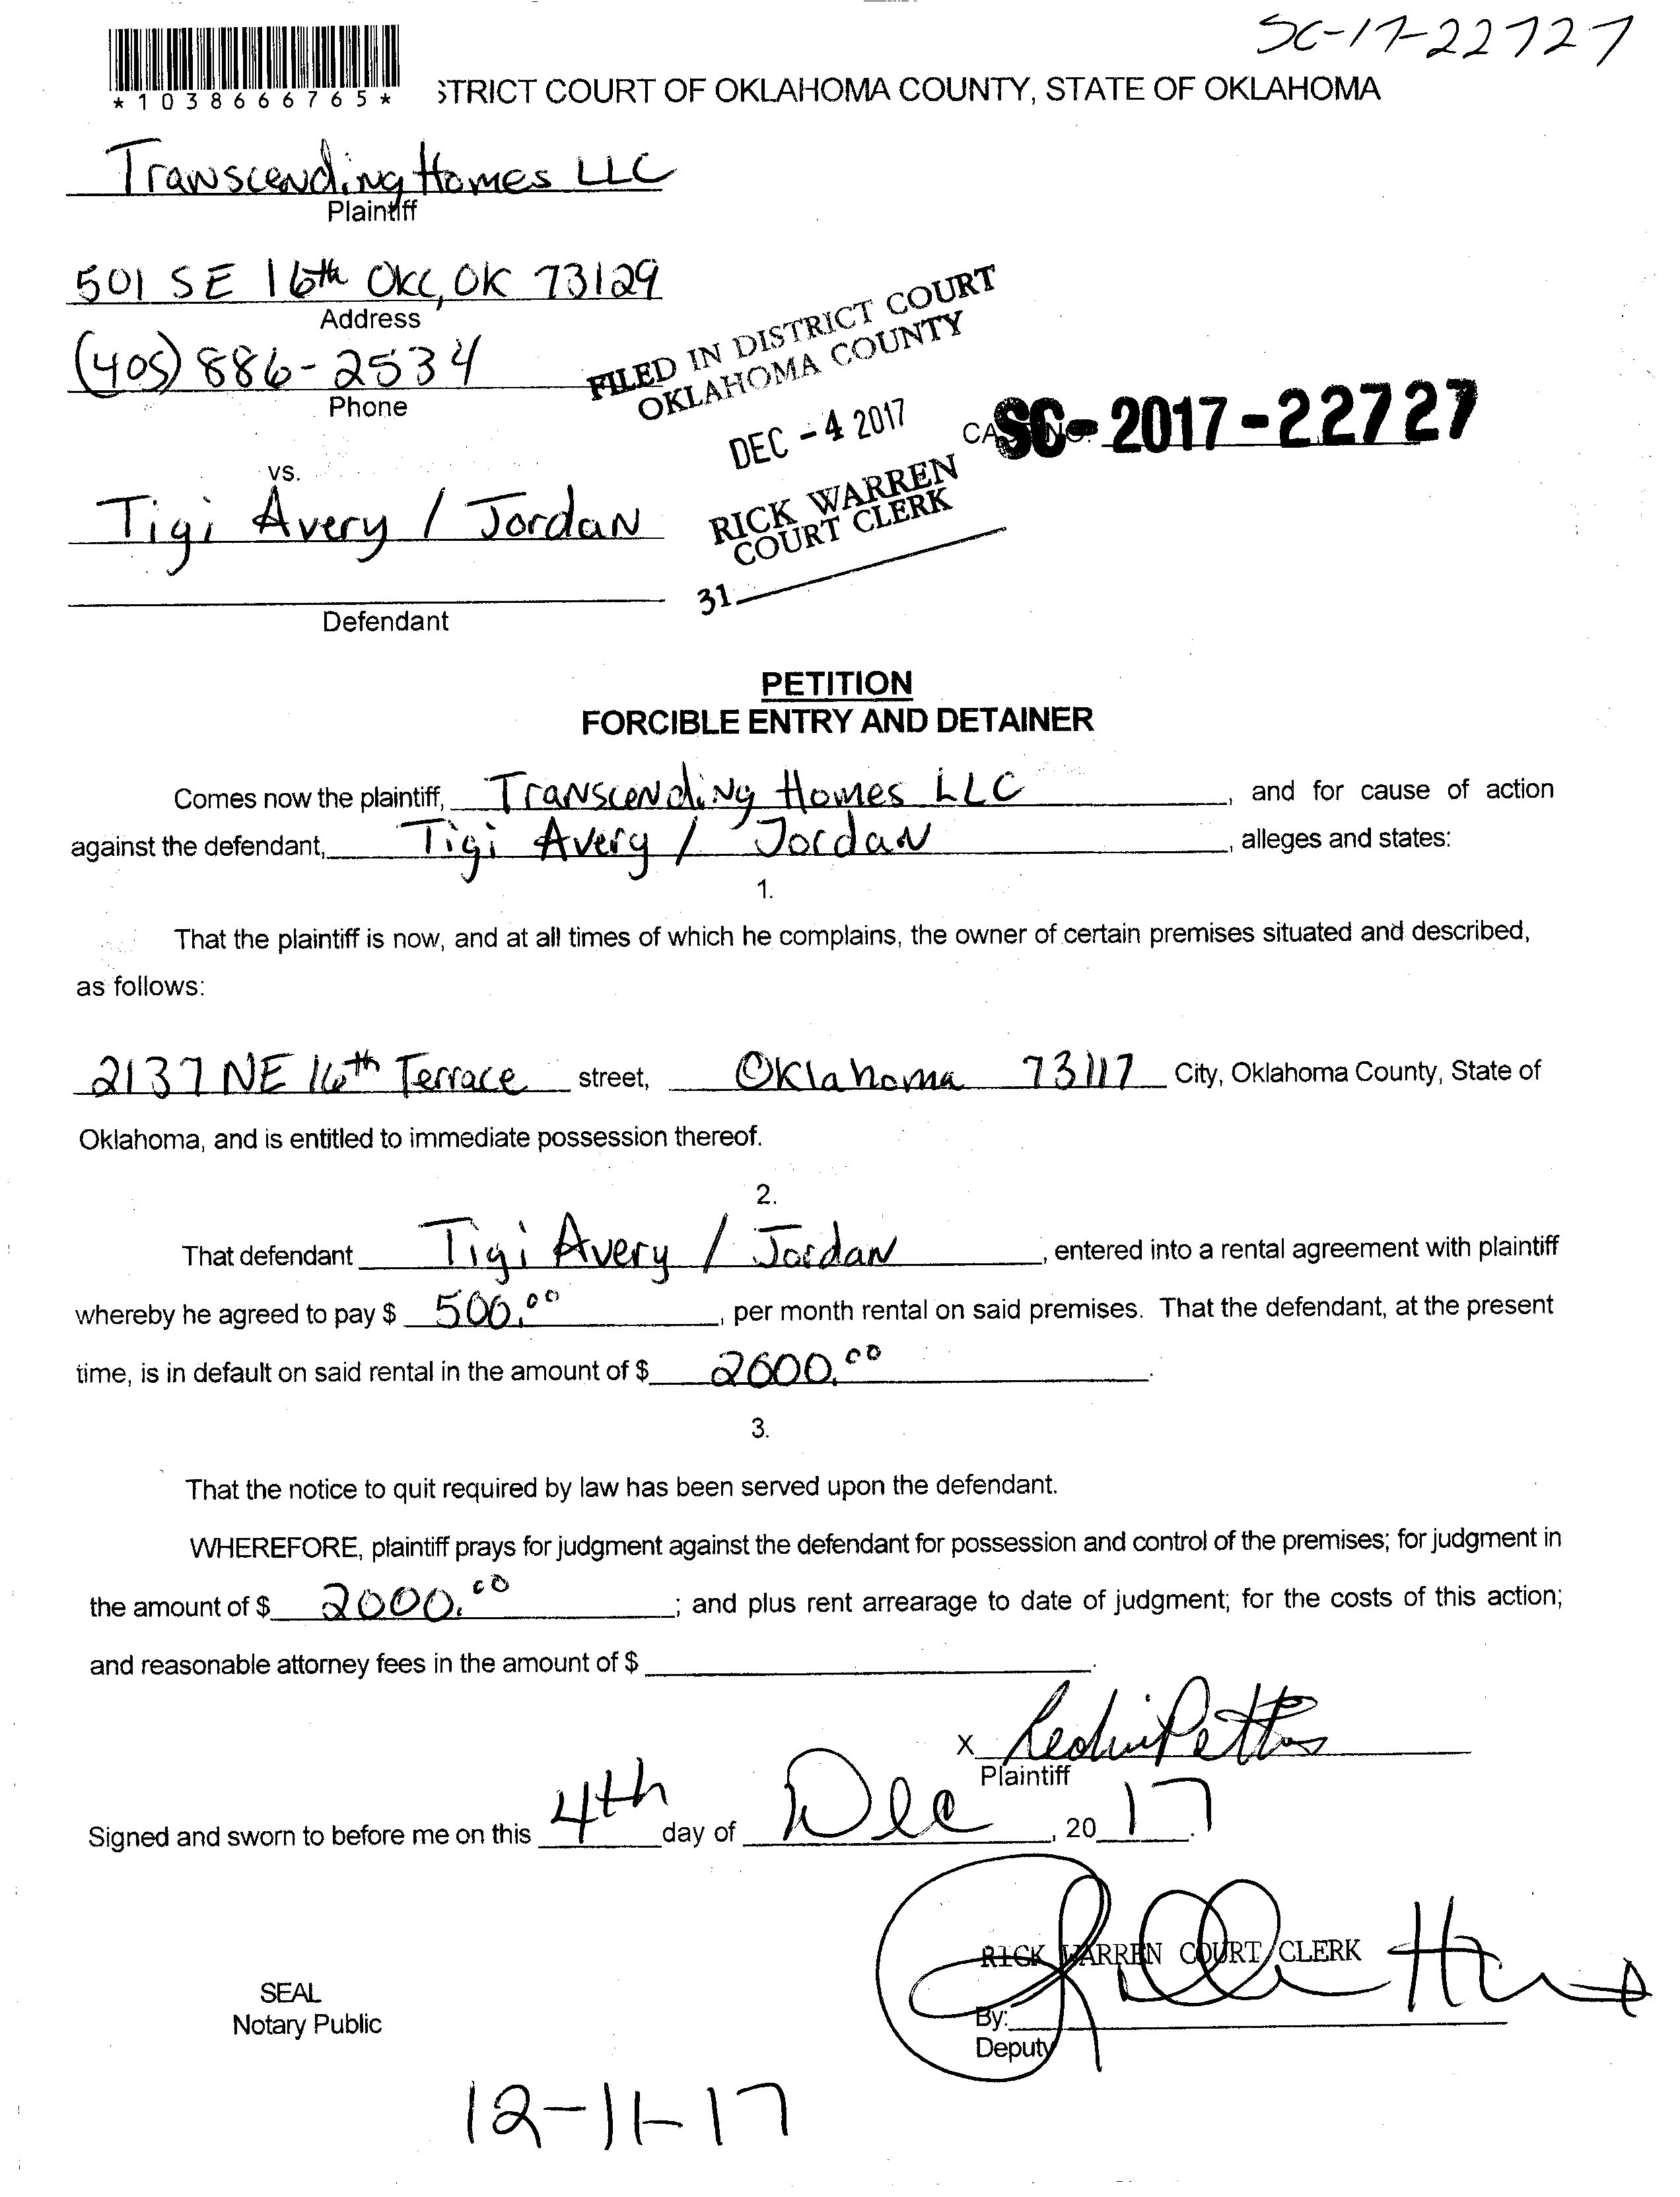 SC-17-22727
*1038666765*
STRICT COURT OF OKLAHOMA COUNTY, STATE OF OKLAHOMA
Transcending Homes LLC
Plaintiff
501 SE 16th OKC, OK 73129
Address
(405) 886-2534
Phone
FILED IN DISTRICT COURT
OKLAHOMA COUNTY
DEC - 4 2017
RICK WARREN
COURT CLERK
31
SC-2017-22727
vs.
Tigi Avery / Jordan
Defendant
PETITION
FORCIBLE ENTRY AND DETAINER
Comes now the plaintiff, Transcending Homes LLC, and for cause of action
against the defendant, Tigi Avery / Jordan, alleges and states:
1.
That the plaintiff is now, and at all times of which he complains, the owner of certain premises situated and described,
as follows:
2137 NE 16th Terrace street, Oklahoma 73117 City, Oklahoma County, State of
Oklahoma, and is entitled to immediate possession thereof.
2.
That defendant Tigi Avery / Jordan, entered into a rental agreement with plaintiff
whereby he agreed to pay $ 500.00, per month rental on said premises. That the defendant, at the present
time, is in default on said rental in the amount of $ 2000.00.
3.
That the notice to quit required by law has been served upon the defendant.
WHEREFORE, plaintiff prays for judgment against the defendant for possession and control of the premises; for judgment in
the amount of $ 2000.00; and plus rent arrearage to date of judgment; for the costs of this action;
and reasonable attorney fees in the amount of $ .
X
Plaintiff
Signed and sworn to before me on this 4th day of Dec, 2017.
RICK WARREN COURT CLERK
By:
Deputy
SEAL
Notary Public
12-11-17